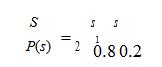 S s s
P(s) = 2 1
0.8 0.2